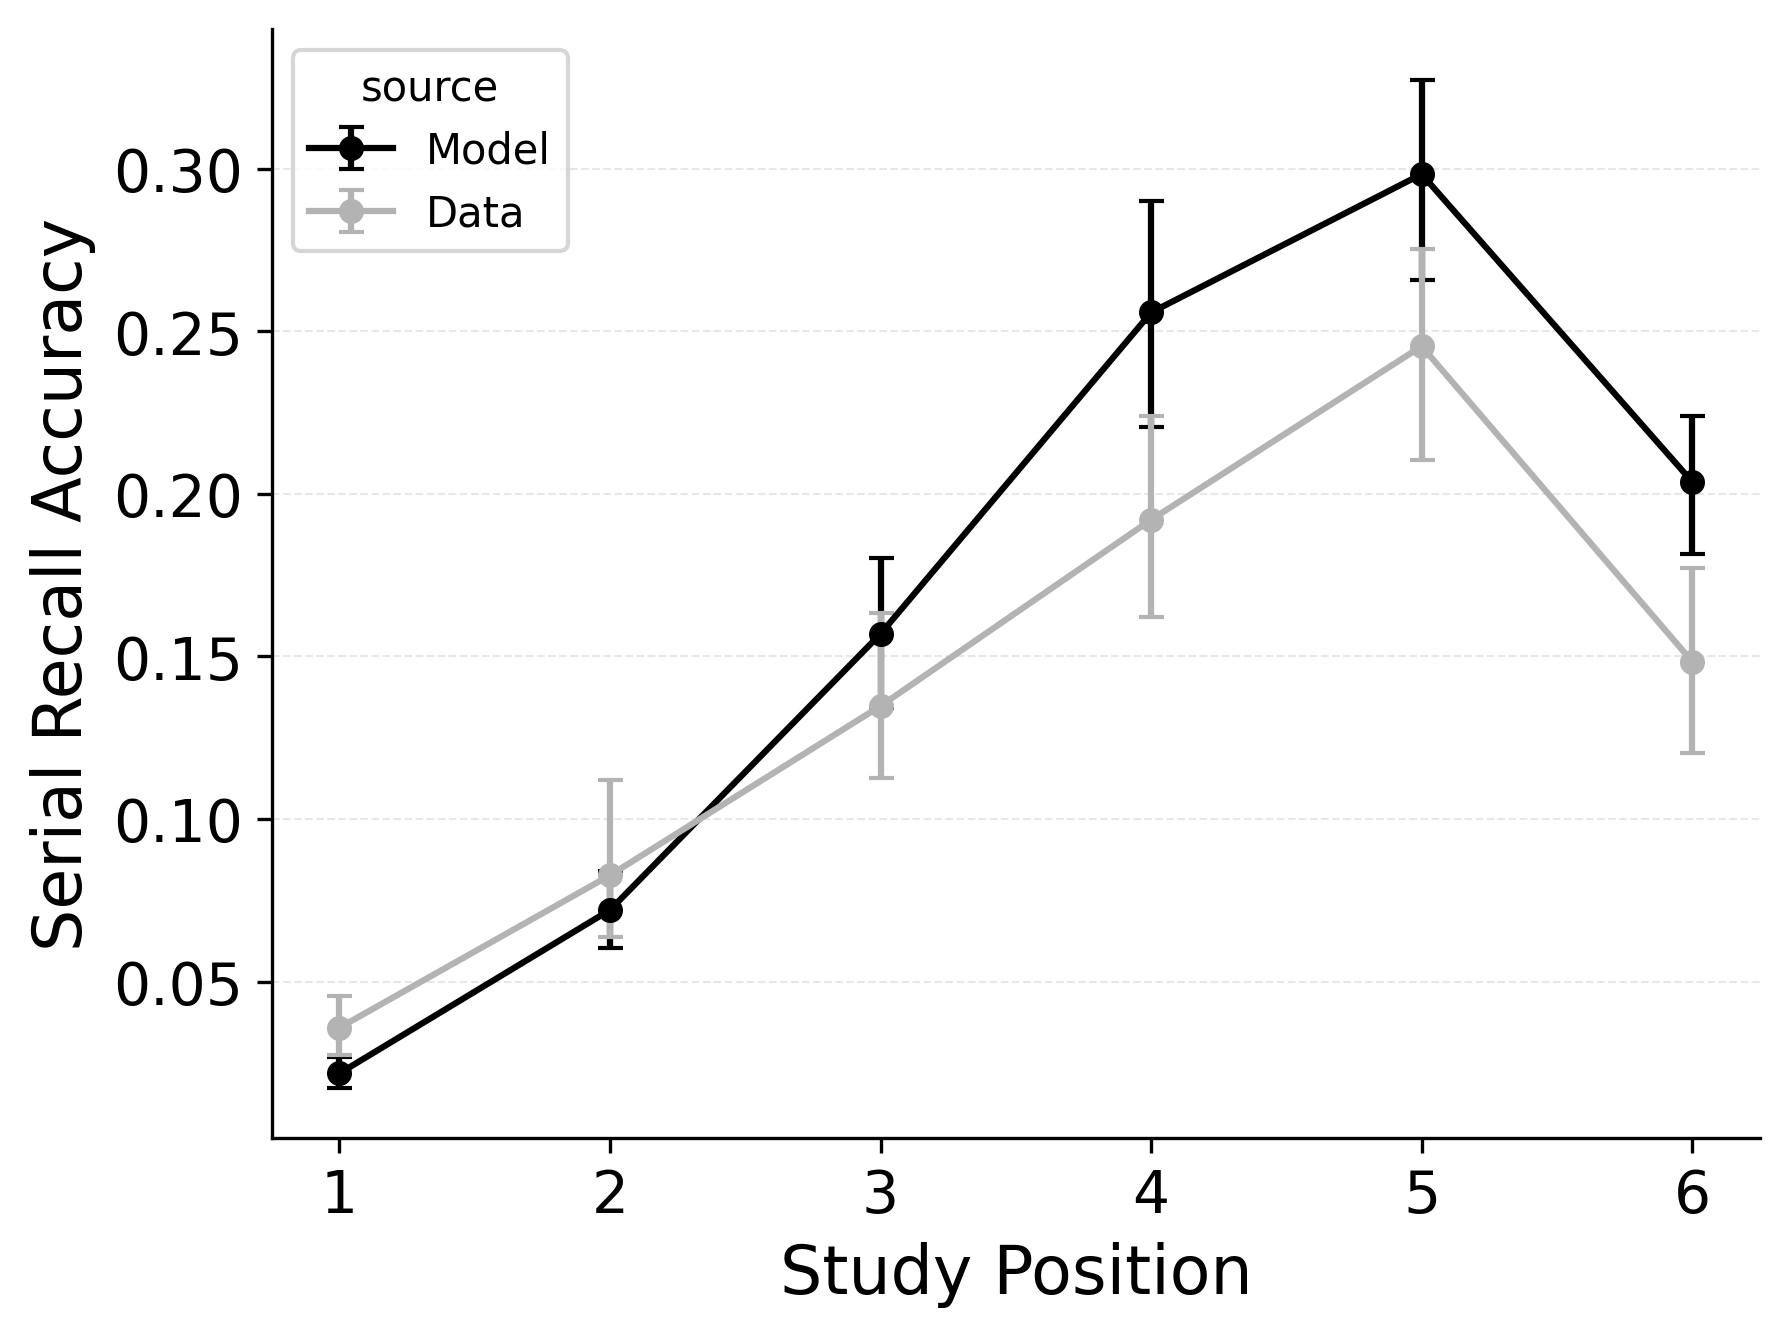 source
Model
Data
Serial Recall Accuracy
0.30
0.25
0.20
0.15
0.10
0.05
1 2 3 4 5 6
Study Position